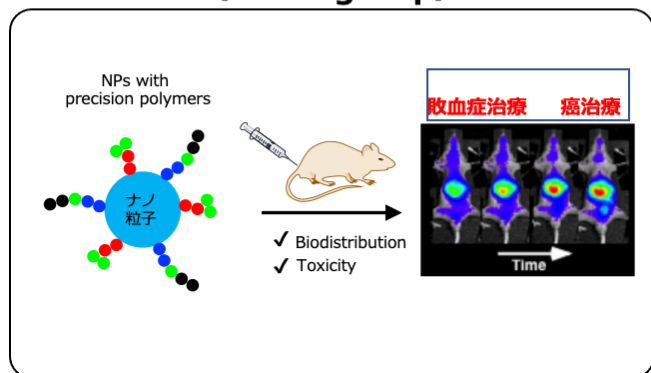 NPs with
precision polymers
ナノ
粒子
✓ Biodistribution
✓ Toxicity
敗血症治療 癌治療
Time